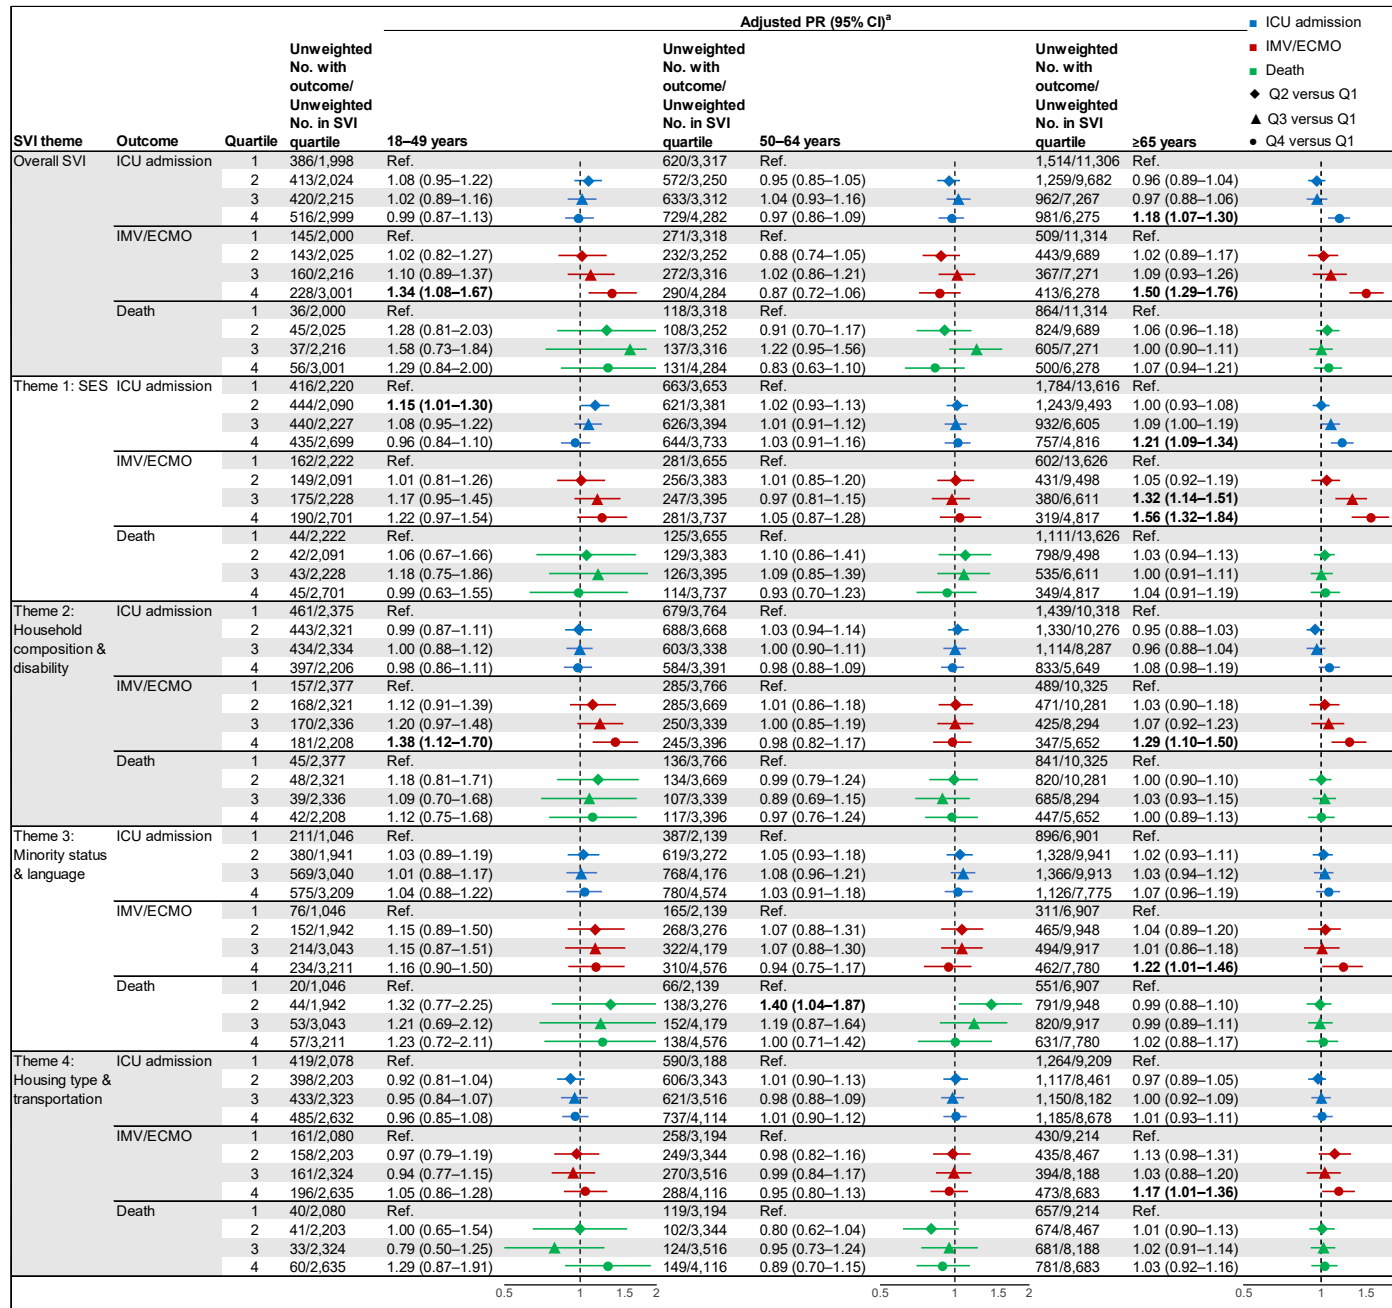 Adjusted PR (95% CI)a
■ ICU admission
■ IMV/ECMO
■ Death
◆ Q2 versus Q1
▲ Q3 versus Q1
● Q4 versus Q1
SVI theme Outcome Quartile Unweighted No. with outcome/ Unweighted No. in SVI quartile 18–49 years Unweighted No. with outcome/ Unweighted No. in SVI quartile 50–64 years Unweighted No. with outcome/ Unweighted No. in SVI quartile ≥65 years
Overall SVI ICU admission 1 386/1,998 Ref. 620/3,317 Ref. 1,514/11,306 Ref.
2 413/2,024 1.08 (0.95–1.22) 572/3,250 0.95 (0.85–1.05) 1,259/9,682 0.96 (0.89–1.04)
3 420/2,215 1.02 (0.89–1.16) 633/3,312 1.04 (0.93–1.16) 962/7,267 0.97 (0.88–1.06)
4 516/2,999 0.99 (0.87–1.13) 729/4,282 0.97 (0.86–1.09) 981/6,275 1.18 (1.07–1.30)
IMV/ECMO 1 145/2,000 Ref. 271/3,318 Ref. 509/11,314 Ref.
2 143/2,025 1.02 (0.82–1.27) 232/3,252 0.88 (0.74–1.05) 443/9,689 1.02 (0.89–1.17)
3 160/2,216 1.10 (0.89–1.37) 272/3,316 1.02 (0.86–1.21) 367/7,271 1.09 (0.93–1.26)
4 228/3,001 1.34 (1.08–1.67) 290/4,284 0.87 (0.72–1.06) 413/6,278 1.50 (1.29–1.76)
Death 1 36/2,000 Ref. 118/3,318 Ref. 864/11,314 Ref.
2 45/2,025 1.28 (0.81–2.03) 108/3,252 0.91 (0.70–1.17) 824/9,689 1.06 (0.96–1.18)
3 37/2,216 1.58 (0.73–1.84) 137/3,316 1.22 (0.95–1.56) 605/7,271 1.00 (0.90–1.11)
4 56/3,001 1.29 (0.84–2.00) 131/4,284 0.83 (0.63–1.10) 500/6,278 1.07 (0.94–1.21)
Theme 1: SES ICU admission 1 416/2,220 Ref. 663/3,653 Ref. 1,784/13,616 Ref.
2 444/2,090 1.15 (1.01–1.30) 621/3,381 1.02 (0.93–1.13) 1,243/9,493 1.00 (0.93–1.08)
3 440/2,227 1.08 (0.95–1.22) 626/3,394 1.01 (0.91–1.12) 932/6,605 1.09 (1.00–1.19)
4 435/2,699 0.96 (0.84–1.10) 644/3,733 1.03 (0.91–1.16) 757/4,816 1.21 (1.09–1.34)
IMV/ECMO 1 162/2,222 Ref. 281/3,655 Ref. 602/13,626 Ref.
2 149/2,091 1.01 (0.81–1.26) 256/3,383 1.01 (0.85–1.20) 431/9,498 1.05 (0.92–1.19)
3 175/2,228 1.17 (0.95–1.45) 247/3,395 0.97 (0.81–1.15) 380/6,611 1.32 (1.14–1.51)
4 190/2,701 1.22 (0.97–1.54) 281/3,737 1.05 (0.87–1.28) 319/4,817 1.56 (1.32–1.84)
Death 1 44/2,222 Ref. 125/3,655 Ref. 1,111/13,626 Ref.
2 42/2,091 1.06 (0.67–1.66) 129/3,383 1.10 (0.86–1.41) 798/9,498 1.03 (0.94–1.13)
3 43/2,228 1.18 (0.75–1.86) 126/3,395 1.09 (0.85–1.39) 535/6,611 1.00 (0.91–1.11)
4 45/2,701 0.99 (0.63–1.55) 114/3,737 0.93 (0.70–1.23) 349/4,817 1.04 (0.91–1.19)
Theme 2: ICU admission 1 461/2,375 Ref. 679/3,764 Ref. 1,439/10,318 Ref.
Household 2 443/2,321 0.99 (0.87–1.11) 688/3,668 1.03 (0.94–1.14) 1,330/10,276 0.95 (0.88–1.03)
composition & 3 434/2,334 1.00 (0.88–1.12) 603/3,338 1.00 (0.90–1.11) 1,114/8,287 0.96 (0.88–1.04)
disability 4 397/2,206 0.98 (0.86–1.11) 584/3,391 0.98 (0.88–1.09) 833/5,649 1.08 (0.98–1.19)
IMV/ECMO 1 157/2,377 Ref. 285/3,766 Ref. 489/10,325 Ref.
2 168/2,321 1.12 (0.91–1.39) 285/3,669 1.01 (0.86–1.18) 471/10,281 1.03 (0.90–1.18)
3 170/2,336 1.20 (0.97–1.48) 250/3,339 1.00 (0.85–1.19) 425/8,294 1.07 (0.92–1.23)
4 181/2,208 1.38 (1.12–1.70) 245/3,396 0.98 (0.82–1.17) 347/5,652 1.29 (1.10–1.50)
Death 1 45/2,377 Ref. 136/3,766 Ref. 841/10,325 Ref.
2 48/2,321 1.18 (0.81–1.71) 134/3,669 0.99 (0.79–1.24) 820/10,281 1.00 (0.90–1.10)
3 39/2,336 1.09 (0.70–1.68) 107/3,339 0.89 (0.69–1.15) 685/8,294 1.03 (0.93–1.15)
4 42/2,208 1.12 (0.75–1.68) 117/3,396 0.97 (0.76–1.24) 447/5,652 1.00 (0.89–1.13)
Theme 3: ICU admission 1 211/1,046 Ref. 387/2,139 Ref. 896/6,901 Ref.
Minority status 2 380/1,941 1.03 (0.89–1.19) 619/3,272 1.05 (0.93–1.18) 1,328/9,941 1.02 (0.93–1.11)
& language 3 569/3,040 1.01 (0.88–1.17) 768/4,176 1.08 (0.96–1.21) 1,366/9,913 1.03 (0.94–1.12)
4 575/3,209 1.04 (0.88–1.22) 780/4,574 1.03 (0.91–1.18) 1,126/7,775 1.07 (0.96–1.19)
IMV/ECMO 1 76/1,046 Ref. 165/2,139 Ref. 311/6,907 Ref.
2 152/1,942 1.15 (0.89–1.50) 268/3,276 1.07 (0.88–1.31) 465/9,948 1.04 (0.89–1.20)
3 214/3,043 1.15 (0.87–1.51) 322/4,179 1.07 (0.88–1.30) 494/9,917 1.01 (0.86–1.18)
4 234/3,211 1.16 (0.90–1.50) 310/4,576 0.94 (0.75–1.17) 462/7,780 1.22 (1.01–1.46)
Death 1 20/1,046 Ref. 66/2,139 Ref. 551/6,907 Ref.
2 44/1,942 1.32 (0.77–2.25) 138/3,276 1.40 (1.04–1.87) 791/9,948 0.99 (0.88–1.10)
3 53/3,043 1.21 (0.69–2.12) 152/4,179 1.19 (0.87–1.64) 820/9,917 0.99 (0.89–1.11)
4 57/3,211 1.23 (0.72–2.11) 138/4,576 1.00 (0.71–1.42) 631/7,780 1.02 (0.88–1.17)
Theme 4: ICU admission 1 419/2,078 Ref. 590/3,188 Ref. 1,264/9,209 Ref.
Housing type & 2 398/2,203 0.92 (0.81–1.04) 606/3,343 1.01 (0.90–1.13) 1,117/8,461 0.97 (0.89–1.05)
transportation 3 433/2,323 0.95 (0.84–1.07) 621/3,516 0.98 (0.88–1.09) 1,150/8,182 1.00 (0.92–1.09)
4 485/2,632 0.96 (0.85–1.08) 737/4,114 1.01 (0.90–1.12) 1,185/8,678 1.01 (0.93–1.11)
IMV/ECMO 1 161/2,080 Ref. 258/3,194 Ref. 430/9,214 Ref.
2 158/2,203 0.97 (0.79–1.19) 249/3,344 0.98 (0.82–1.16) 435/8,467 1.13 (0.98–1.31)
3 161/2,324 0.94 (0.77–1.15) 270/3,516 0.99 (0.84–1.17) 394/8,188 1.03 (0.88–1.20)
4 196/2,635 1.05 (0.86–1.28) 288/4,116 0.95 (0.80–1.13) 473/8,683 1.17 (1.01–1.36)
Death 1 40/2,080 Ref. 119/3,194 Ref. 657/9,214 Ref.
2 41/2,203 1.00 (0.65–1.54) 102/3,344 0.80 (0.62–1.04) 674/8,467 1.01 (0.90–1.13)
3 33/2,324 0.79 (0.50–1.25) 124/3,516 0.95 (0.73–1.24) 681/8,188 1.02 (0.91–1.14)
4 60/2,635 1.29 (0.87–1.91) 149/4,116 0.89 (0.70–1.15) 781/8,683 1.03 (0.92–1.16)
0.5 1 1.5 2 0.5 1 1.5 2 0.5 1 1.5